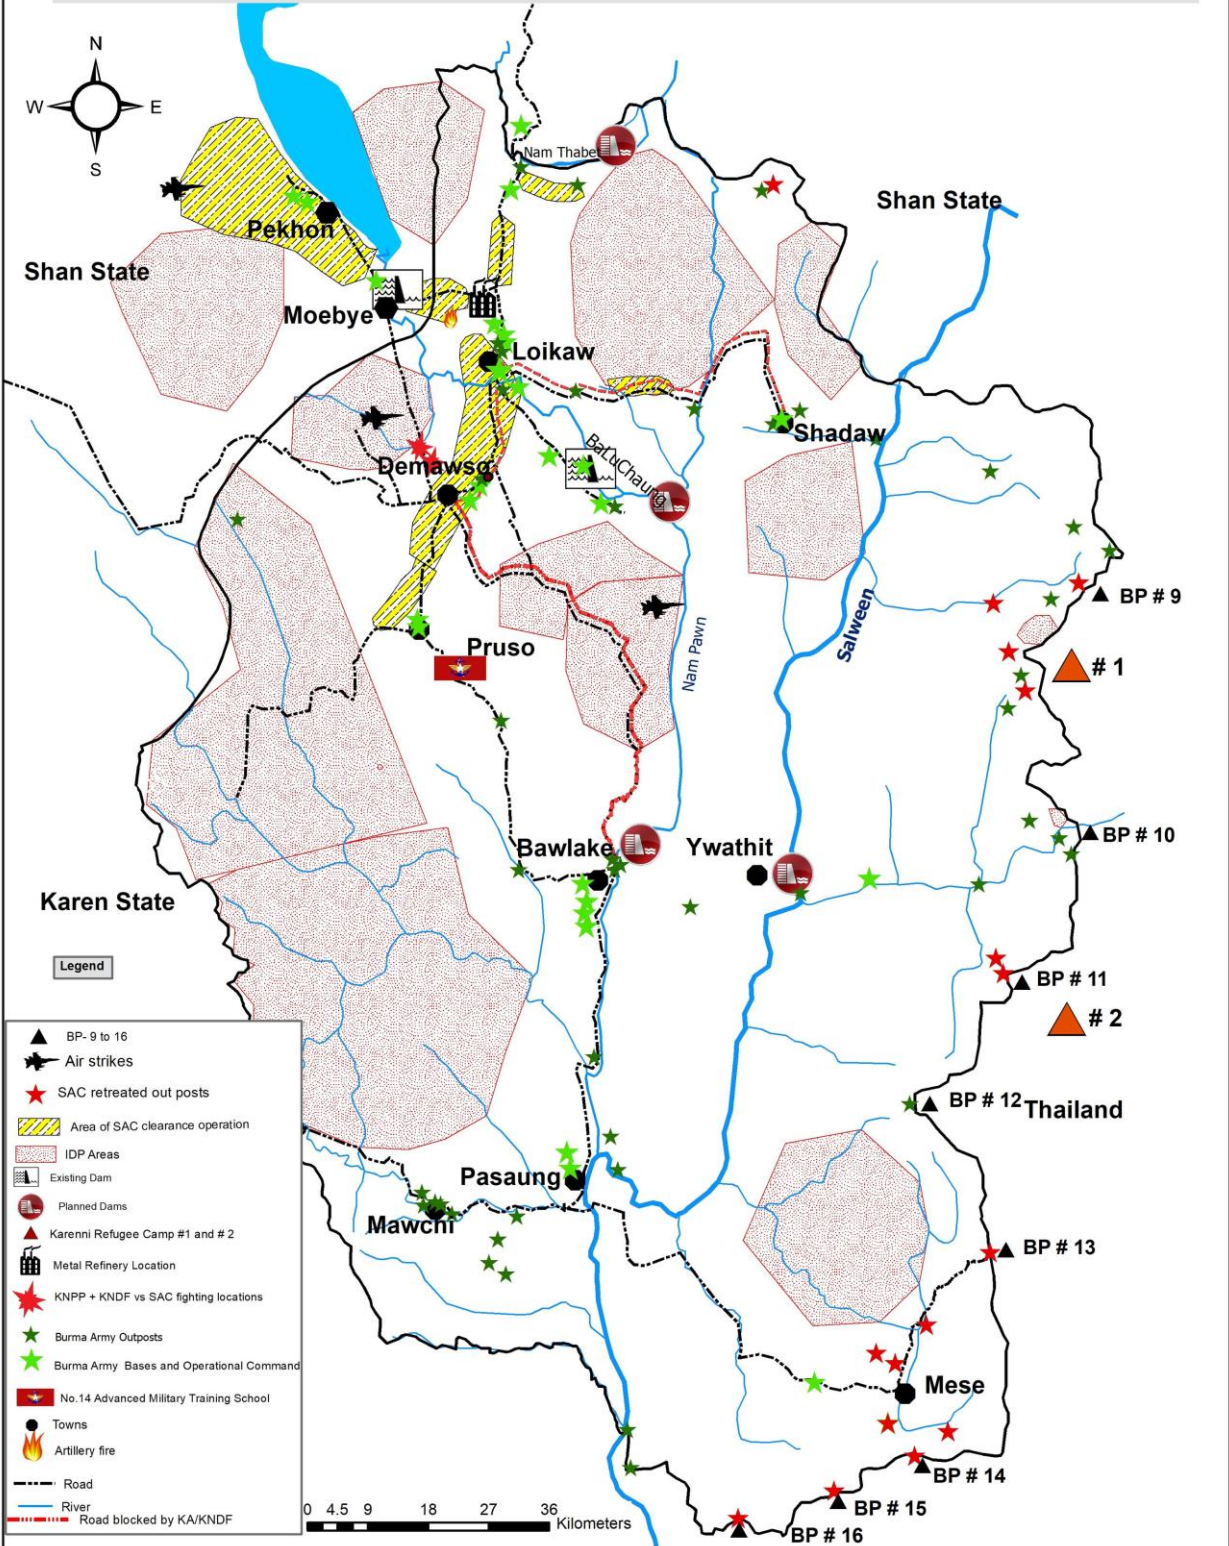 N
W E
S
Nam Thabet
Shan State
Pekhon
Shan State
Moebye
Loikaw
Shadaw
BaLuChaung
Demawso
BP # 9
Salween
Nam Pawn
Pruso
# 1
Bawlake
Ywathit
BP # 10
Karen State
Legend
BP # 11
# 2
BP- 9 to 16
Air strikes
SAC retreated out posts
Area of SAC clearance operation
IDP Areas
Existing Dam
Planned Dams
Karenni Refugee Camp #1 and # 2
Metal Refinery Location
KNPP + KNDF vs SAC fighting locations
Burma Army Outposts
Burma Army Bases and Operational Command
No.14 Advanced Military Training School
Towns
Artillery fire
Road
River
Road blocked by KA/KNDF
BP # 12
Thailand
Pasaung
Mawchi
BP # 13
Mese
BP # 14
BP # 15
BP # 16
0 4.5 9 18 27 36
Kilometers